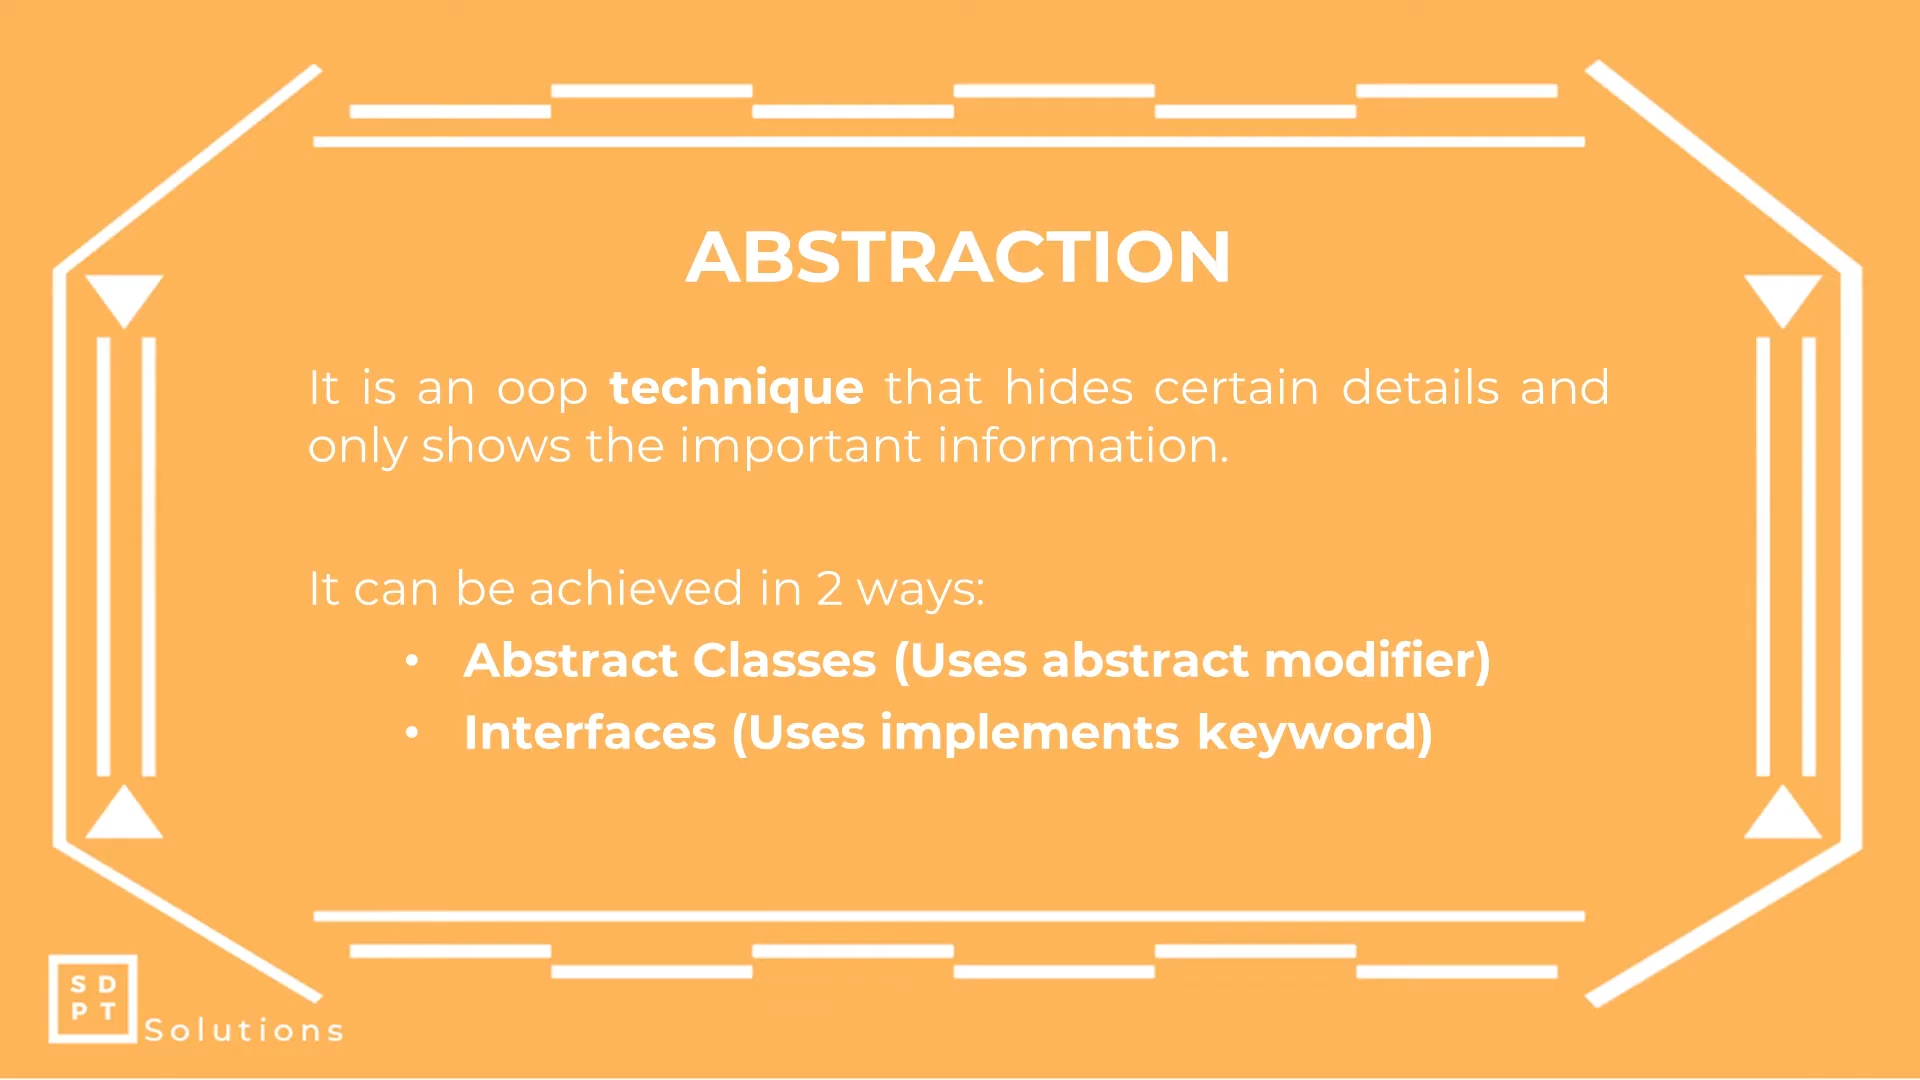 ABSTRACTION
It is an oop technique that hides certain details and
only shows the important information.
It can be achieved in 2 ways:
• Abstract Classes (Uses abstract modifier)
• Interfaces (Uses implements keyword)
S D
P T
Solutions